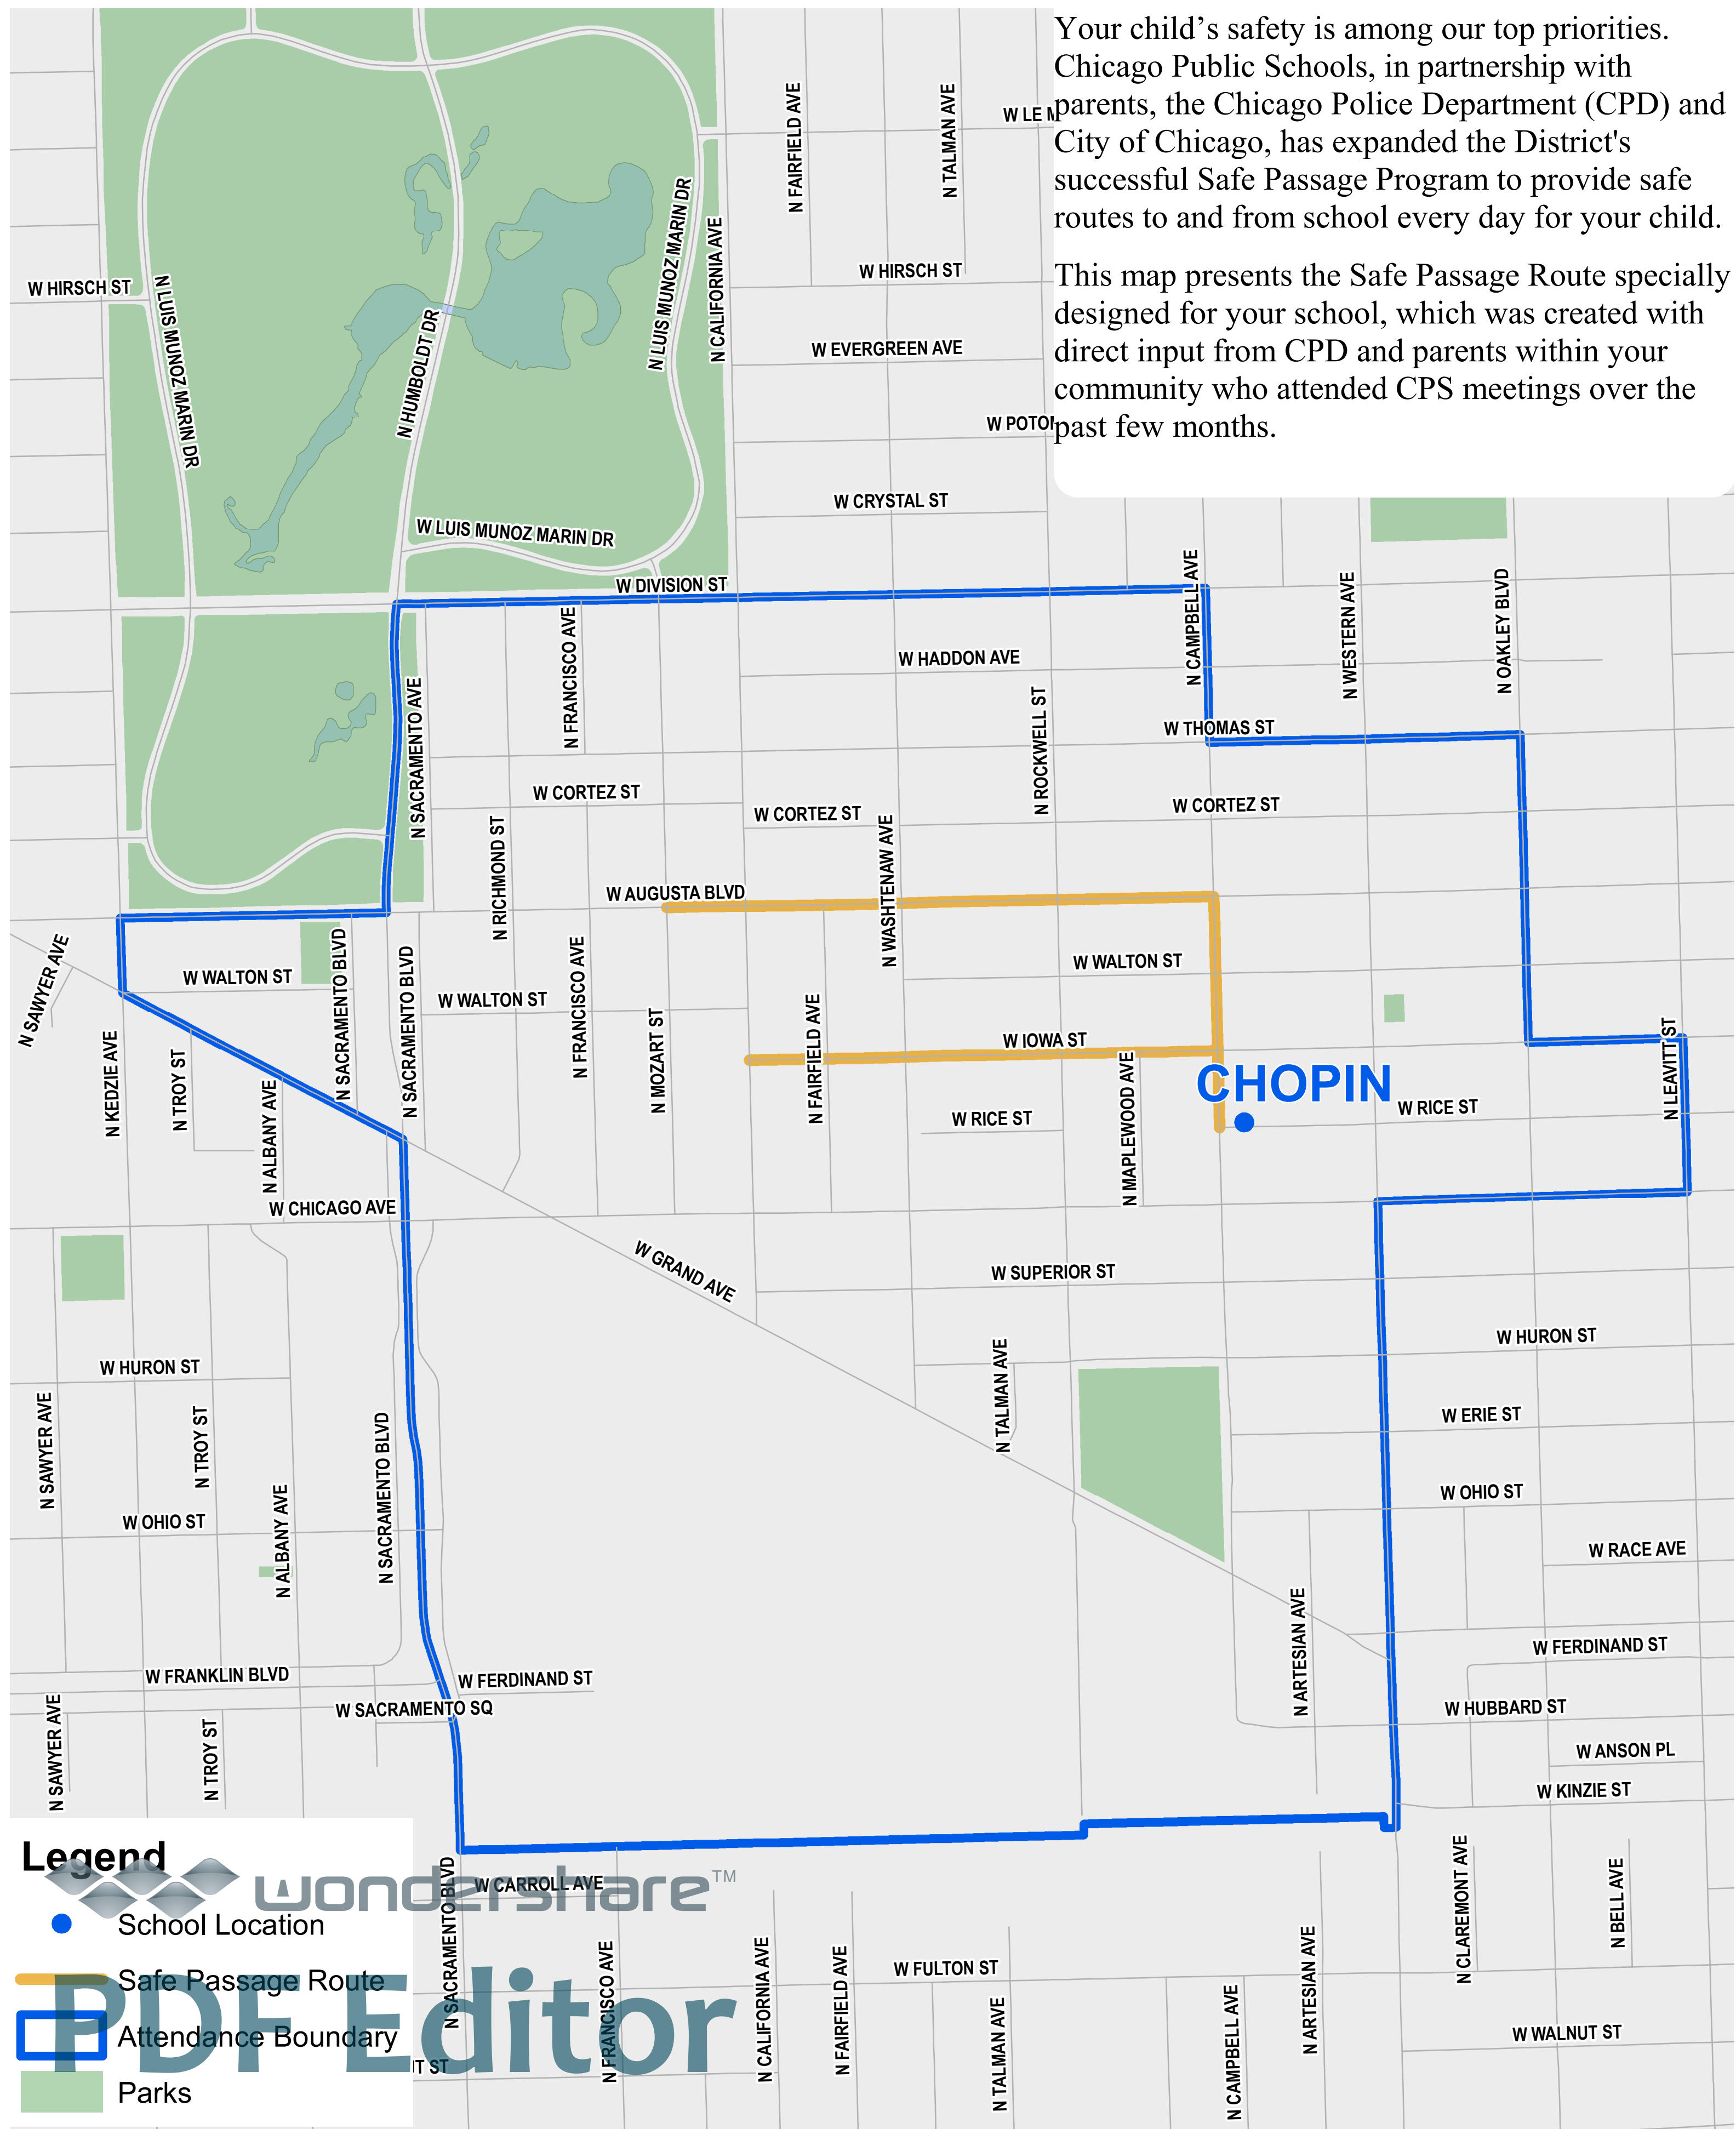 Your child’s safety is among our top priorities.
Chicago Public Schools, in partnership with
parents, the Chicago Police Department (CPD) and
City of Chicago, has expanded the District's
successful Safe Passage Program to provide safe
routes to and from school every day for your child.
This map presents the Safe Passage Route specially
designed for your school, which was created with
direct input from CPD and parents within your
community who attended CPS meetings over the
past few months.
N FAIRFIELD AVE
N TALMAN AVE
W LE M
N LUIS MUNOZ MARIN DR
N CALIFORNIA AVE
W HIRSCH ST
W HIRSCH ST
N LUIS MUNOZ MARIN DR
N HUMBOLDT DR
W EVERGREEN AVE
W POTOM
W CRYSTAL ST
W LUIS MUNOZ MARIN DR
W DIVISION ST
N CAMPBELL AVE
N WESTERN AVE
N OAKLEY BLVD
N FRANCISCO AVE
W HADDON AVE
N SACRAMENTO AVE
N ROCKWELL ST
W THOMAS ST
W CORTEZ ST
W CORTEZ ST
W CORTEZ ST
N RICHMOND ST
N WASHTENAW AVE
W AUGUSTA BLVD
N SAWYER AVE
W WALTON ST
N SACRAMENTO BLVD
N SACRAMENTO BLVD
W WALTON ST
N FRANCISCO AVE
W WALTON ST
N KEDZIE AVE
N TROY ST
N ALBANY AVE
N MOZART ST
N FAIRFIELD AVE
W IOWA ST
N MAPLEWOOD AVE
CHOPIN
W RICE ST
W RICE ST
N LEAVITT ST
W CHICAGO AVE
W GRAND AVE
W SUPERIOR ST
W HURON ST
W HURON ST
N TALMAN AVE
N SAWYER AVE
N TROY ST
N SACRAMENTO BLVD
W ERIE ST
N ALBANY AVE
W OHIO ST
W OHIO ST
W RACE AVE
N ARTESIAN AVE
W FERDINAND ST
W FRANKLIN BLVD
W FERDINAND ST
N SAWYER AVE
N TROY ST
W SACRAMENTO SQ
W HUBBARD ST
W ANSON PL
W KINZIE ST
N SACRAMENTO BLVD
W CARROLL AVE
N FRANCISCO AVE
N CALIFORNIA AVE
N FAIRFIELD AVE
W FULTON ST
N TALMAN AVE
N CAMPBELL AVE
N ARTESIAN AVE
N CLAREMONT AVE
N BELL AVE
W WALNUT ST
UT ST
Legend
School Location
Safe Passage Route
Attendance Boundary
Parks
wondershare™
PDF Editor